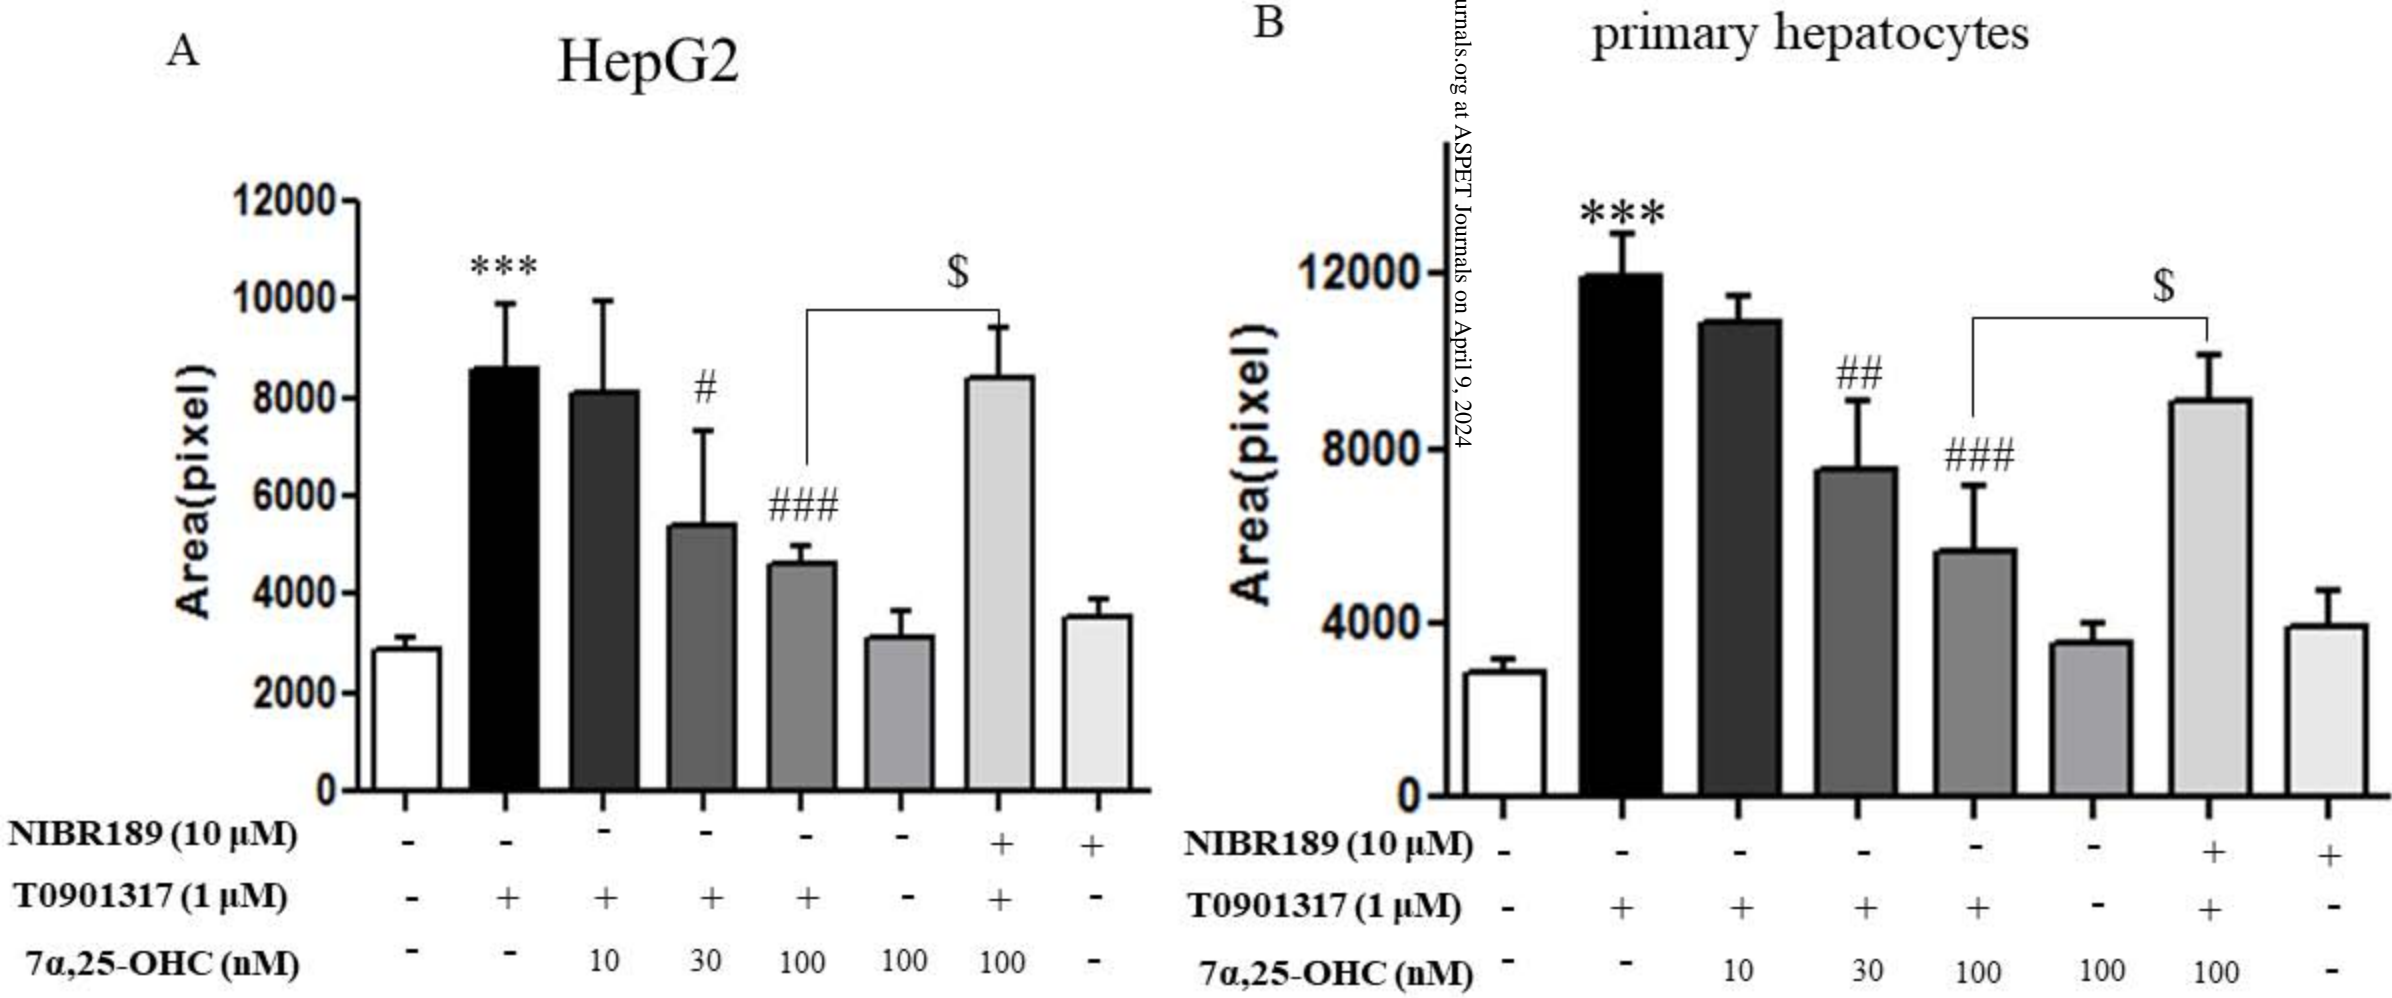 A
HepG2
12000
10000
8000
6000
4000
2000
0
Area(pixel)
***
#
###
$
NIBR189 (10 μM) - - - - - - + +
T0901317 (1 μM) - + + + + - + -
7α,25-OHC (nM) - - 10 30 100 100 100 -
B
primary hepatocytes
urnals.org at ASPET Journals on April 9, 2024
12000
8000
4000
0
Area(pixel)
***
##
###
$
NIBR189 (10 μM) - - - - - - + +
T0901317 (1 μM) - + + + + - + -
7α,25-OHC (nM) - - 10 30 100 100 100 -